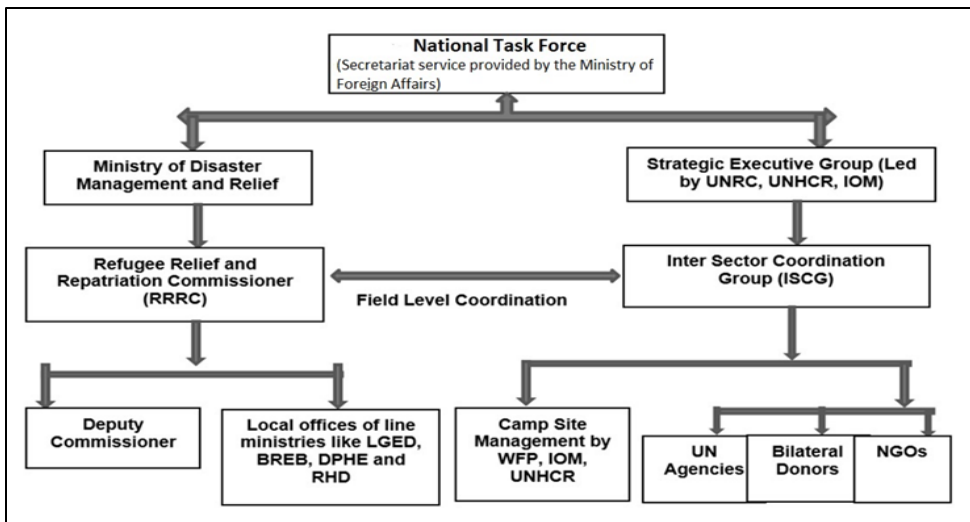 National Task Force
(Secretariat service provided by the Ministry of
Foreign Affairs)
Ministry of Disaster
Management and Relief
Strategic Executive Group (Led
by UNRC, UNHCR, IOM)
Refugee Relief and
Repatriation Commissioner
(RRRC)
Field Level Coordination
Inter Sector Coordination
Group (ISCG)
Deputy
Commissioner
Local offices of line
ministries like LGED,
BREB, DPHE and
RHD
Camp Site
Management by
WFP, IOM,
UNHCR
UN
Agencies
Bilateral
Donors
NGOs